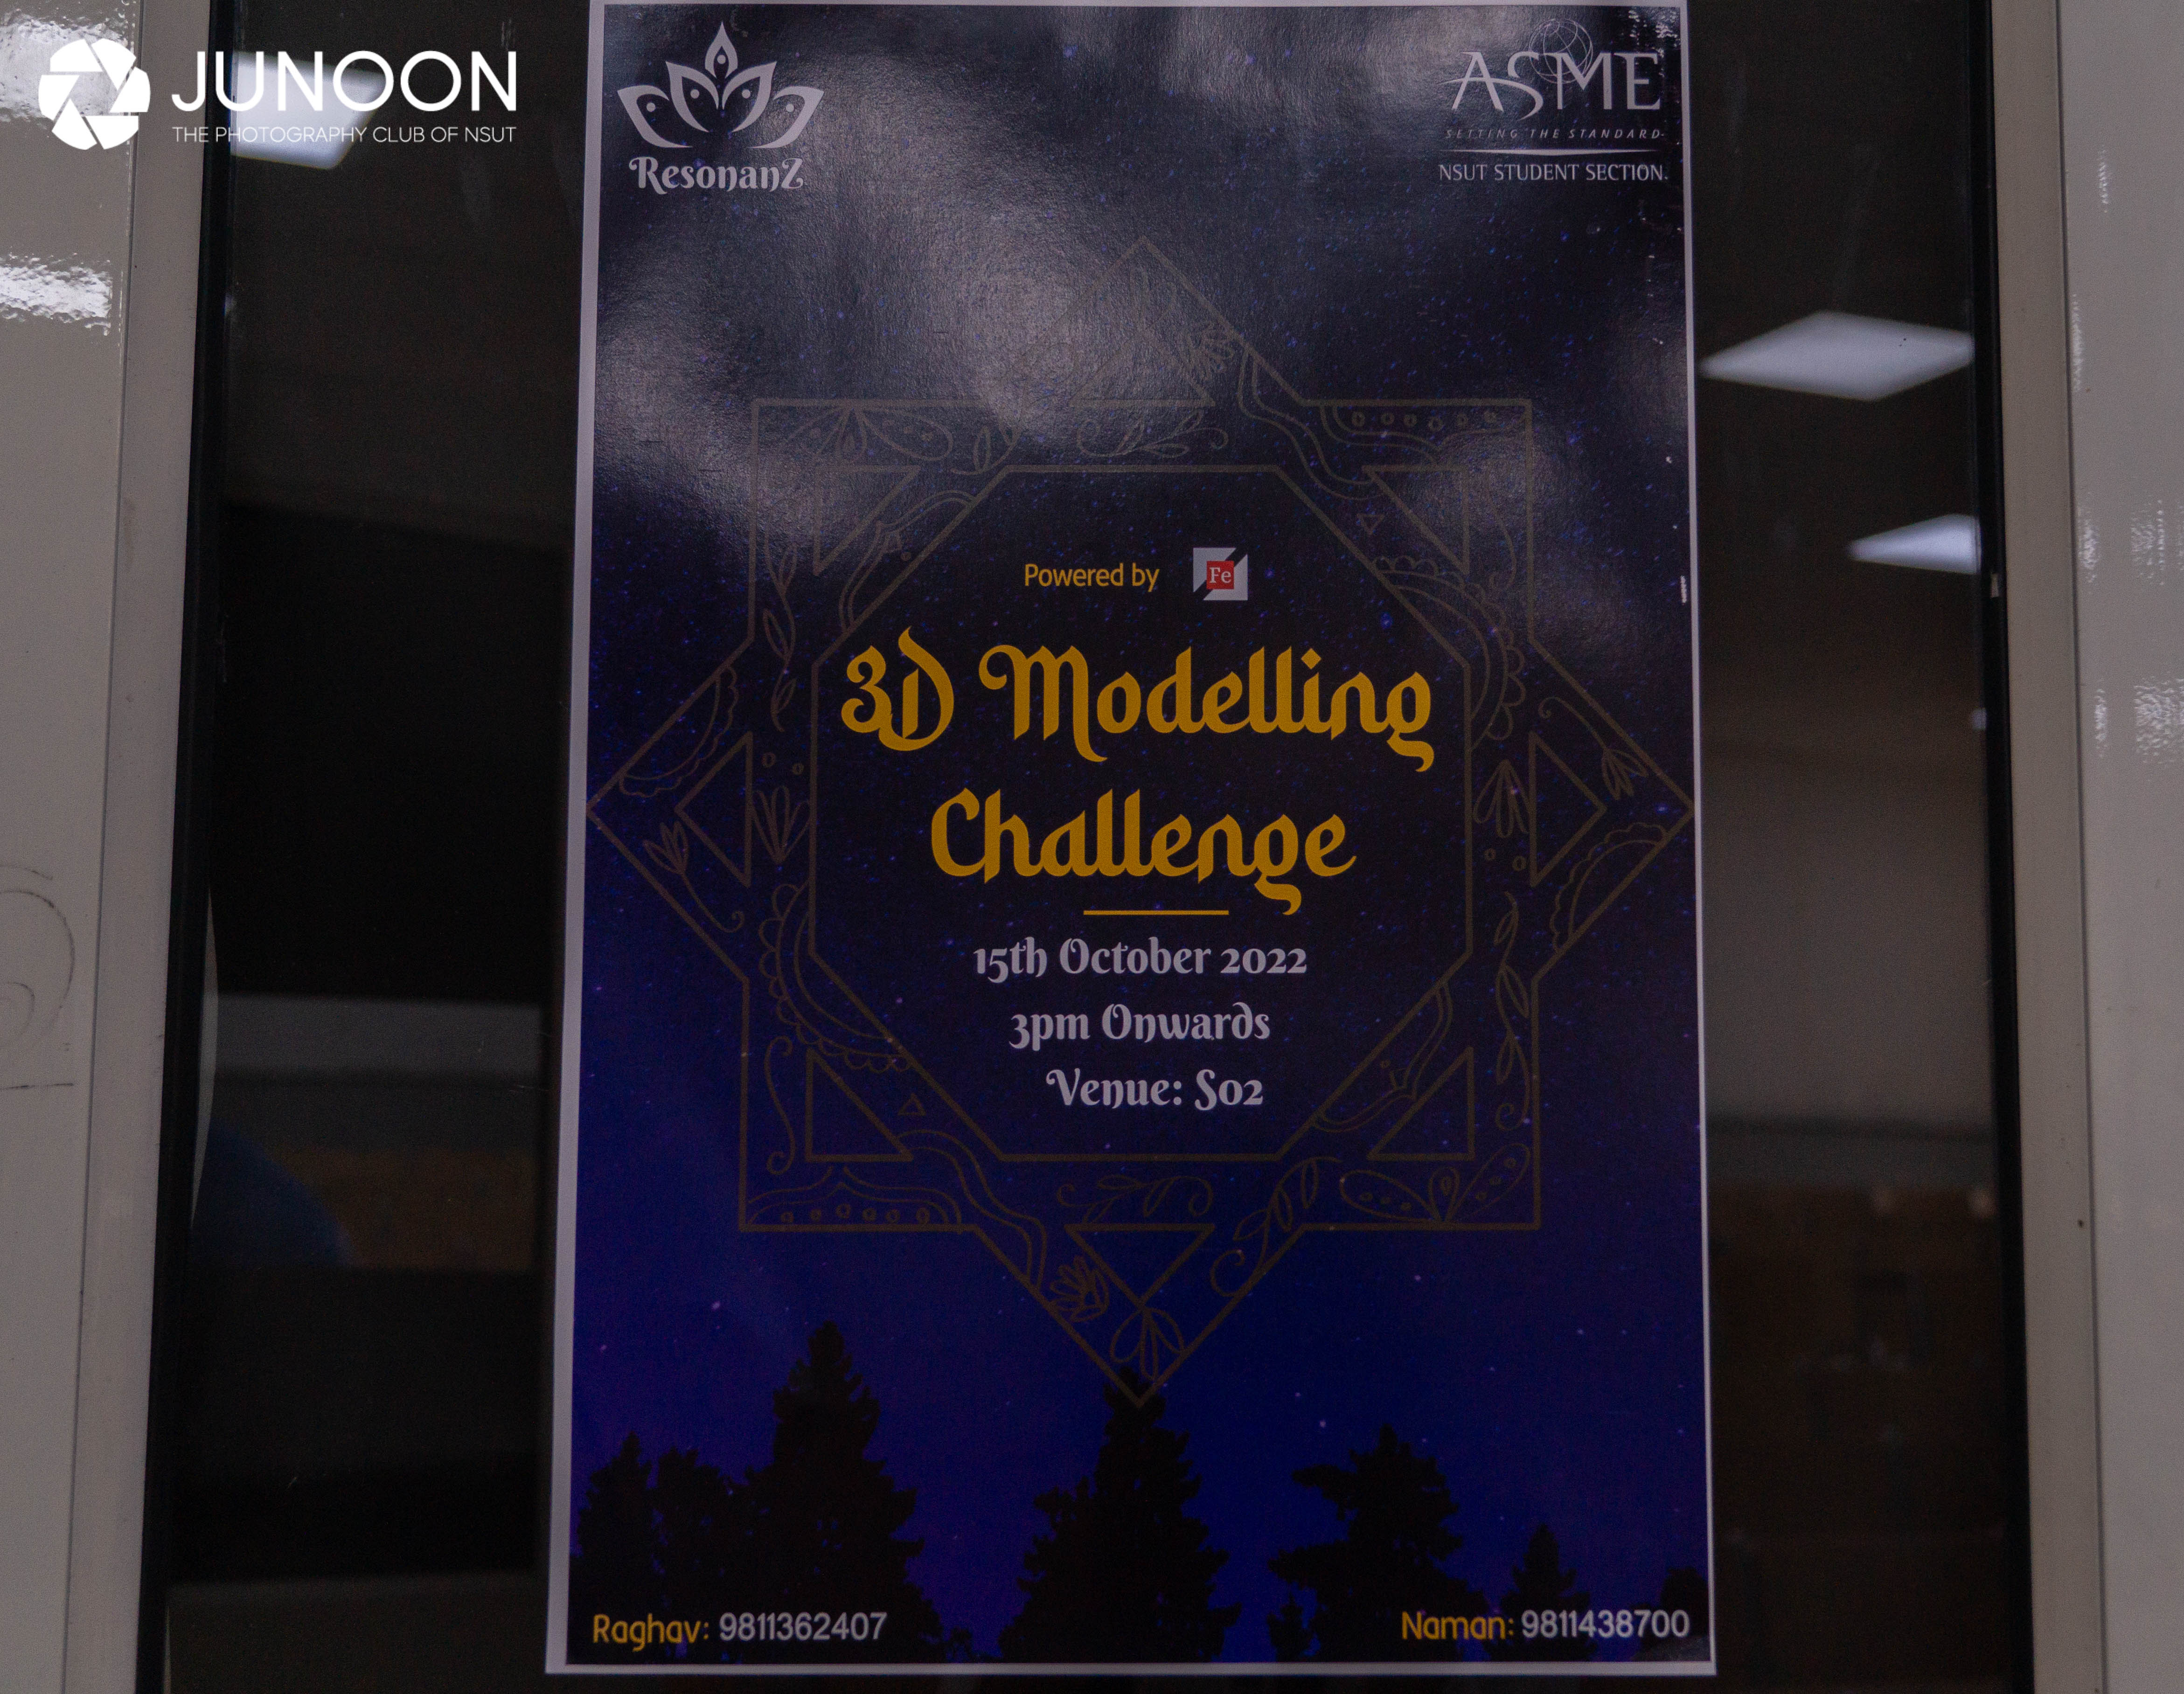 JUNOON
THE PHOTOGRAPHY CLUB OF NSUT
ResonanZ
ASME
SETTING THE STANDARD
NSUT STUDENT SECTION
Powered by Fe
3D Modelling
Challenge
15th October 2022
3pm Onwards
Venue: S02
Raghav: 9811362407
Naman: 9811438700